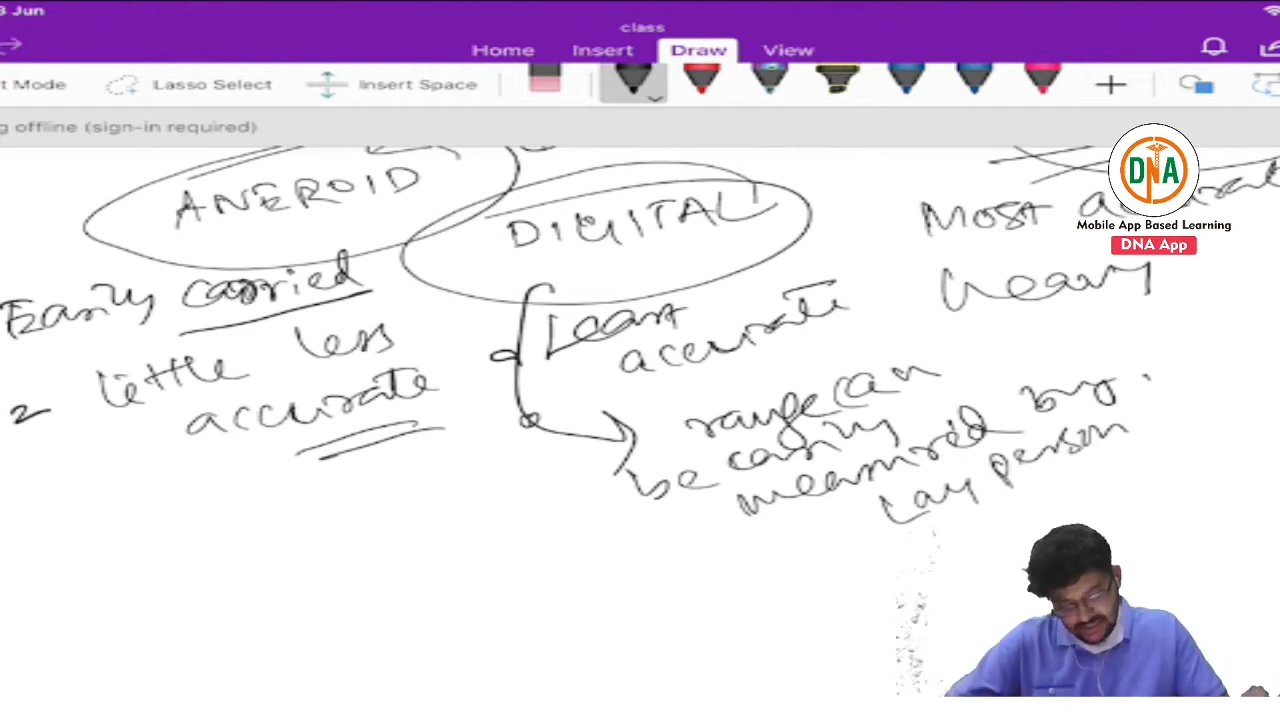 3 Jun
class
Home Insert Draw View
t Mode Lasso Select Insert Space
g offline (sign-in required)
DNA
Mobile App Based Learning
DNA App
ANEROID
DIGITAL
Most accurat
Easily carried
heavy
little less
accurate
Least
accurate
2
range can
be easily
measured by
Lay person